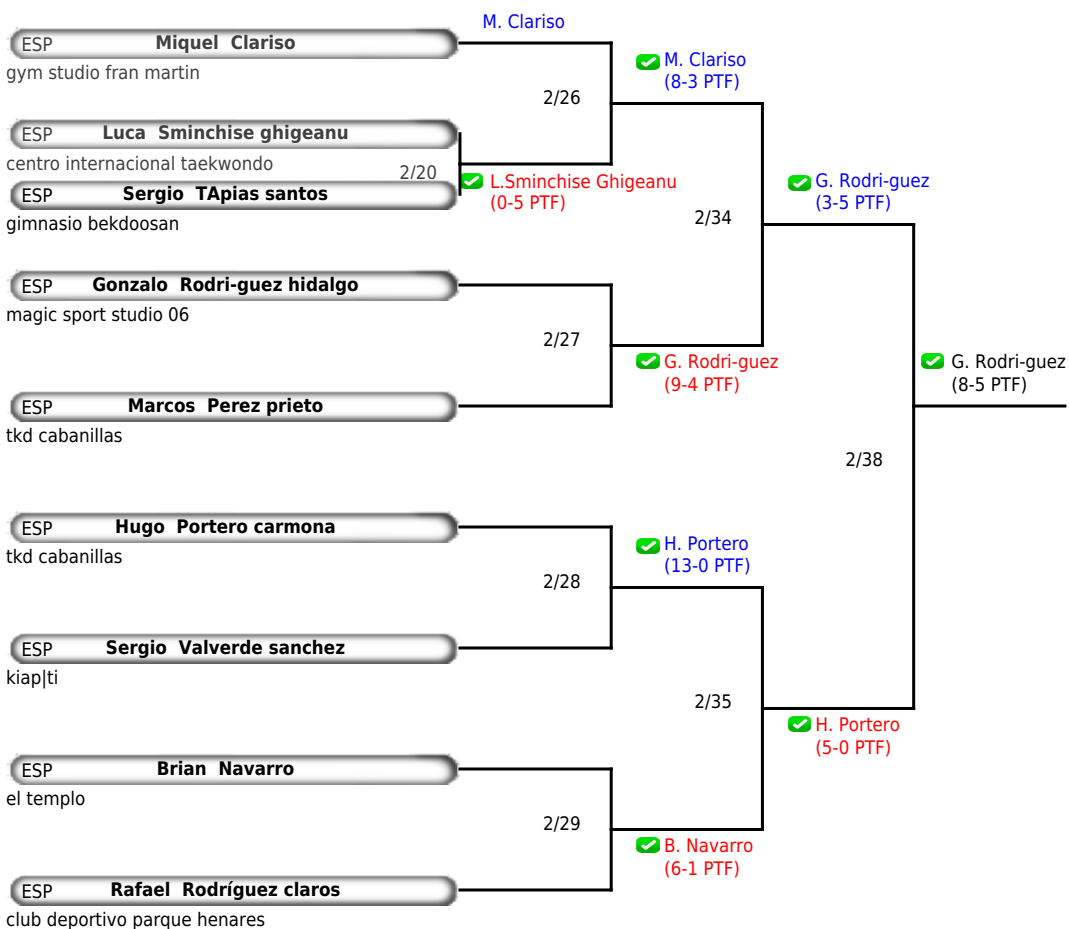 M. Clariso
ESP Miquel Clariso
gym studio fran martin
M. Clariso
(8-3 PTF)
2/26
ESP Luca Sminchise ghigeanu
centro internacional taekwondo
2/20
ESP Sergio TApias santos
gimnasio bekdoosan
L.Sminchise Ghigeanu
(0-5 PTF)
G. Rodri-guez
(3-5 PTF)
2/34
ESP Gonzalo Rodri-guez hidalgo
magic sport studio 06
2/27
G. Rodri-guez
(9-4 PTF)
G. Rodri-guez
(8-5 PTF)
ESP Marcos Perez prieto
tkd cabanillas
2/38
ESP Hugo Portero carmona
tkd cabanillas
H. Portero
(13-0 PTF)
2/28
ESP Sergio Valverde sanchez
kiap|ti
2/35
H. Portero
(5-0 PTF)
ESP Brian Navarro
el templo
2/29
B. Navarro
(6-1 PTF)
ESP Rafael Rodríguez claros
club deportivo parque henares